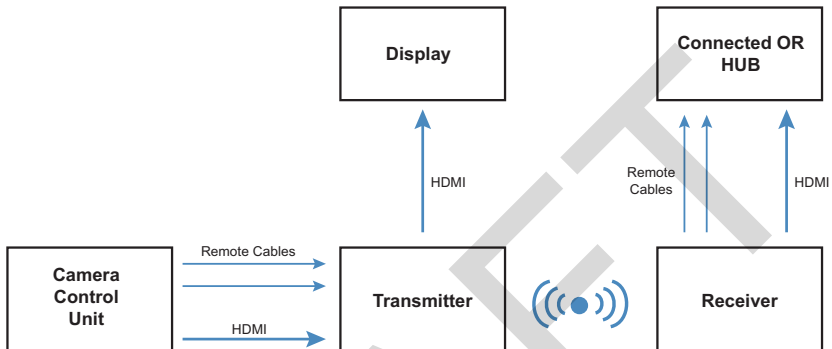 Display
Connected OR
HUB
HDMI
Remote
Cables
HDMI
Camera
Control
Unit
Remote Cables
HDMI
Transmitter
Receiver